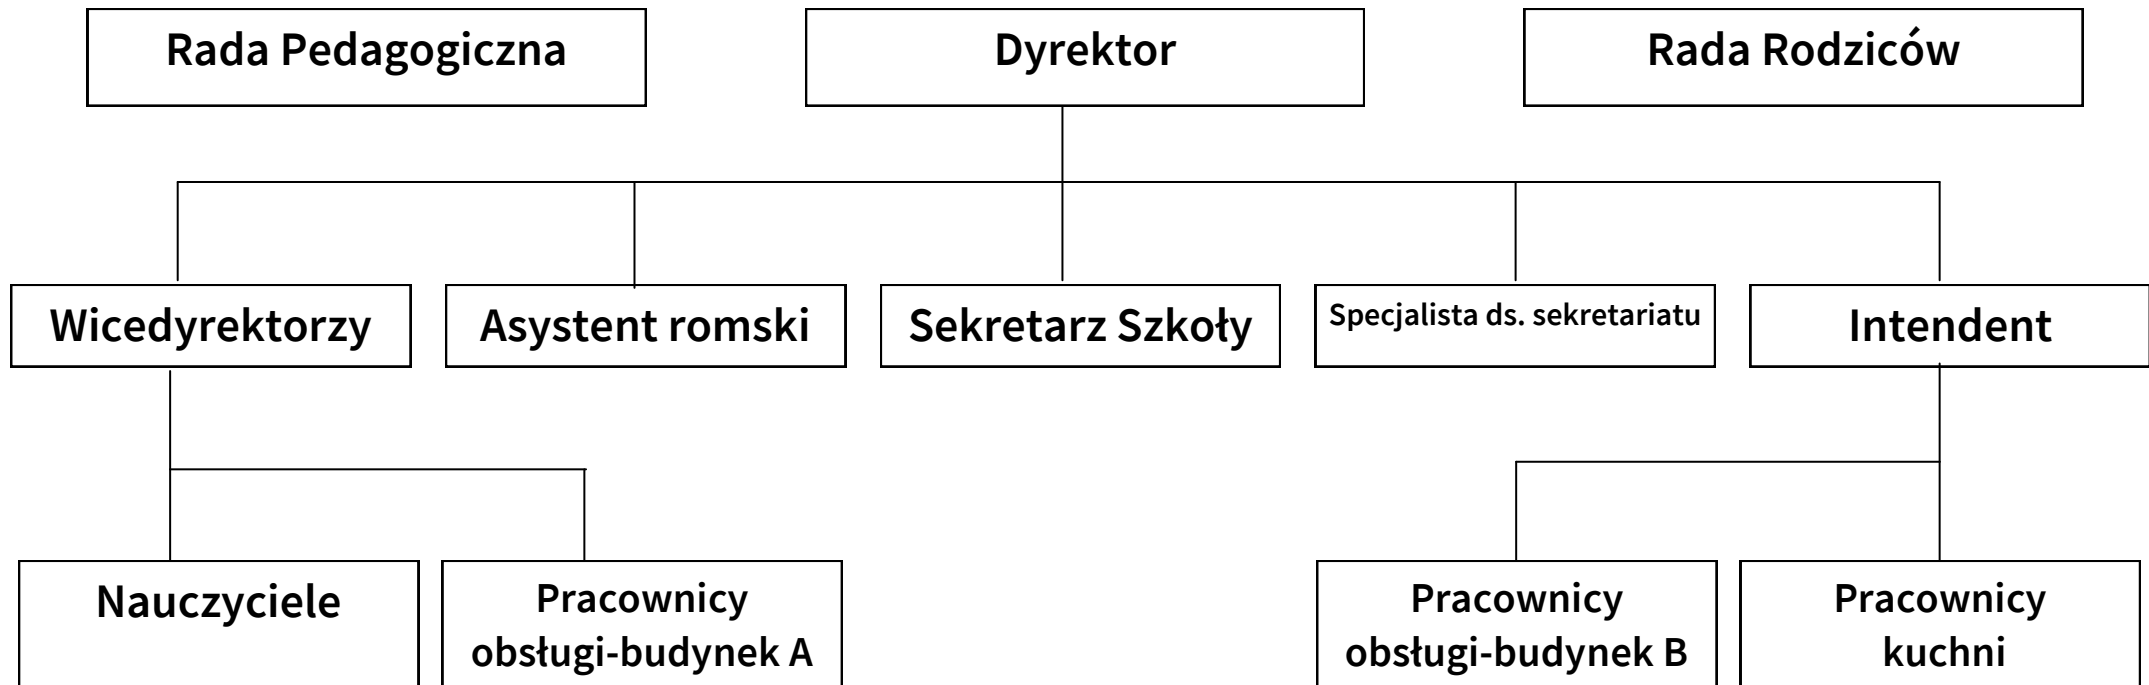 Rada Pedagogiczna
Dyrektor
Rada Rodziców
Wicedyrektorzy
Asystent romski
Sekretarz Szkoły
Specjalista ds. sekretariatu
Intendent
Nauczyciele
Pracownicy
obsługi-budynek A
Pracownicy
obsługi-budynek B
Pracownicy
kuchni